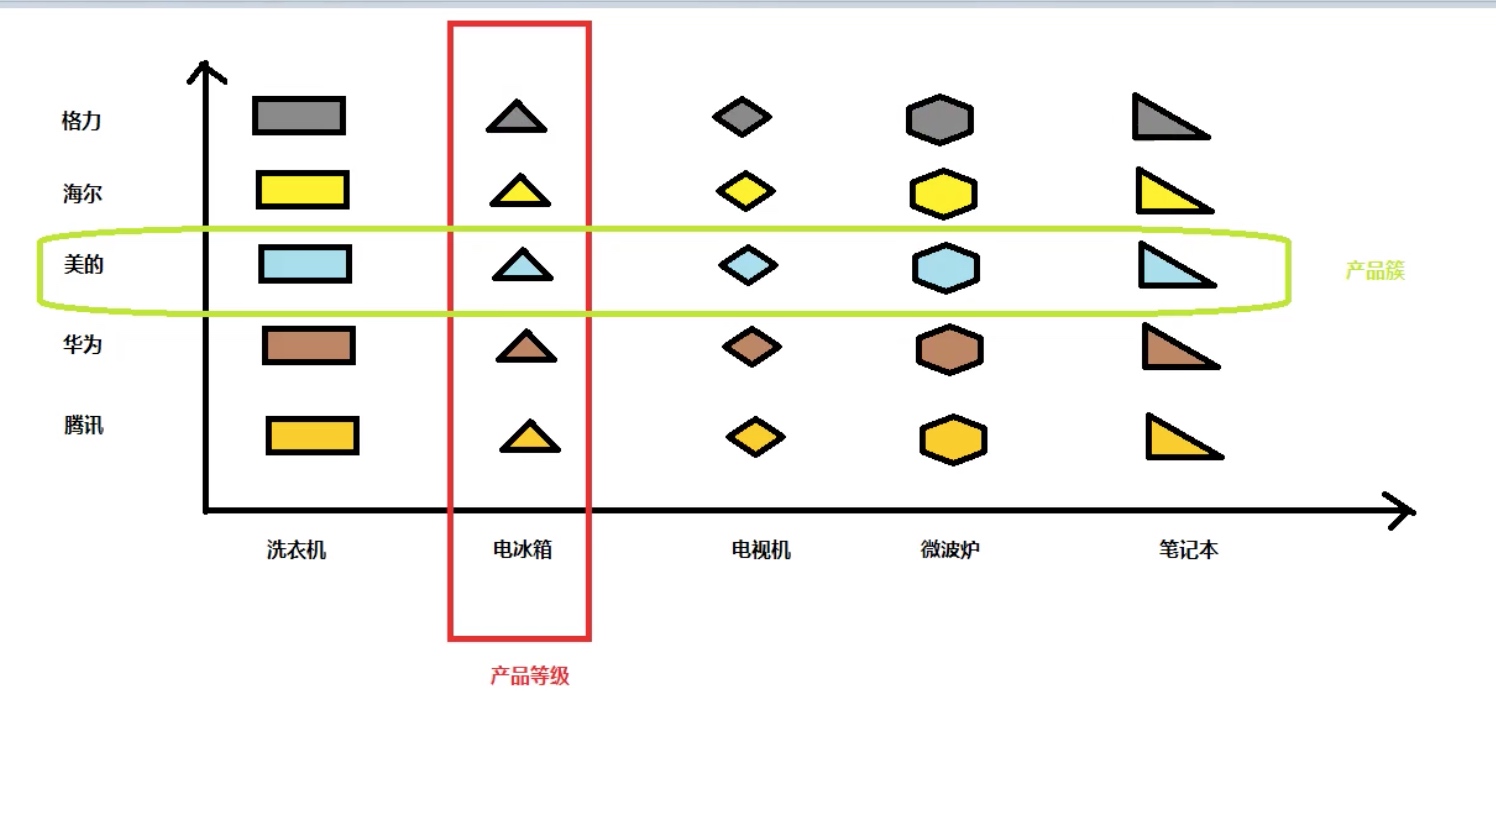 格力
海尔
美的
产品簇
华为
腾讯
洗衣机 电冰箱 电视机 微波炉 笔记本
产品等级